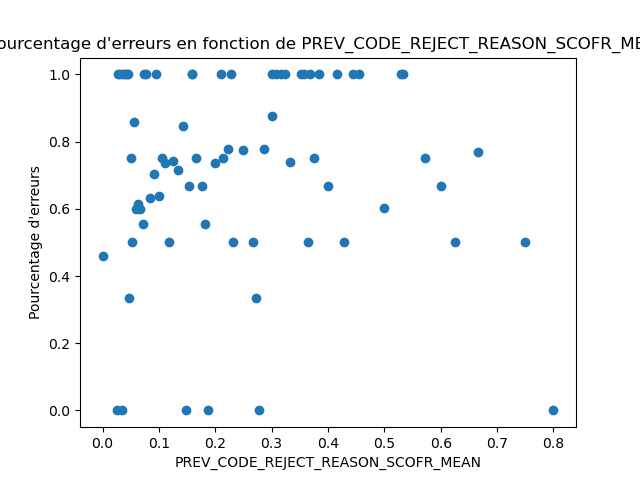 ourcentage d'erreurs en fonction de PREV_CODE_REJECT_REASON_SCOFR_ME
Pourcentage d'erreurs
1.0
0.8
0.6
0.4
0.2
0.0
0.0 0.1 0.2 0.3 0.4 0.5 0.6 0.7 0.8
PREV_CODE_REJECT_REASON_SCOFR_MEAN